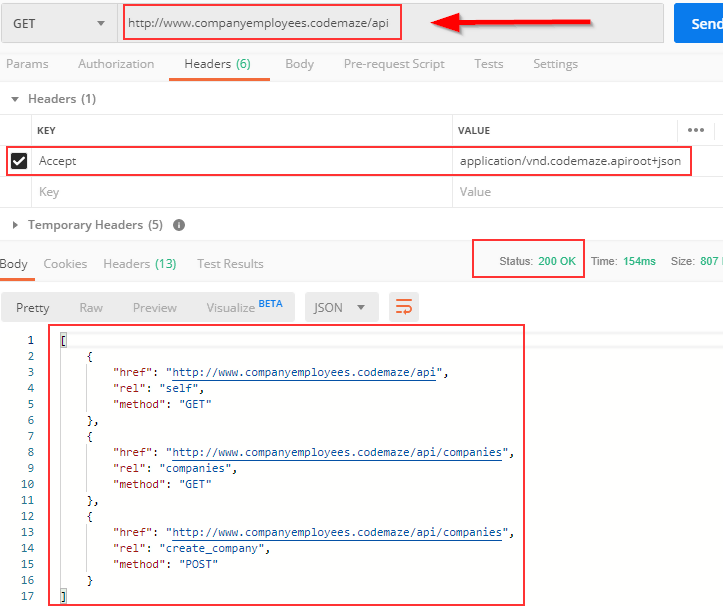 GET http://www.companyemployees.codemaze/api Send
Params Authorization Headers (6) Body Pre-request Script Tests Settings
Headers (1)
KEY VALUE
Accept application/vnd.codemaze.apiroot+json
Key Value
Temporary Headers (5)
Body Cookies Headers (13) Test Results Status: 200 OK Time: 154ms Size: 807
Pretty Raw Preview Visualize BETA JSON
1 [
2 {
3 "href": "http://www.companyemployees.codemaze/api",
4 "rel": "self",
5 "method": "GET"
6 },
7 {
8 "href": "http://www.companyemployees.codemaze/api/companies",
9 "rel": "companies",
10 "method": "GET"
11 },
12 {
13 "href": "http://www.companyemployees.codemaze/api/companies",
14 "rel": "create_company",
15 "method": "POST"
16 }
17 ]